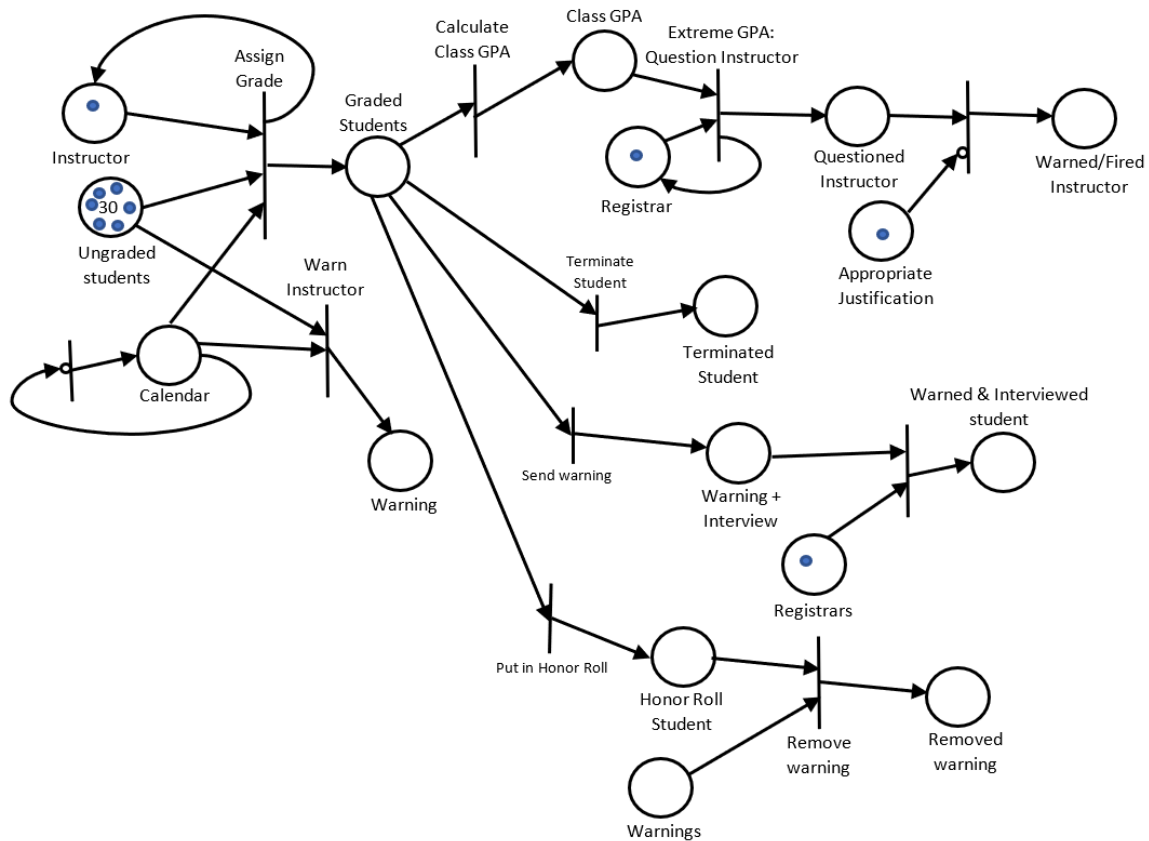 Class GPA
Calculate
Class GPA
Extreme GPA:
Question Instructor
Assign
Grade
Graded
Students
Instructor
Questioned
Instructor
Warned/Fired
Instructor
30
Registrar
Ungraded
students
Appropriate
Justification
Warn
Instructor
Terminate
Student
Terminated
Student
Calendar
Warned & Interviewed
student
Send warning
Warning
Warning +
Interview
Registrars
Put in Honor Roll
Honor Roll
Student
Remove
warning
Removed
warning
Warnings